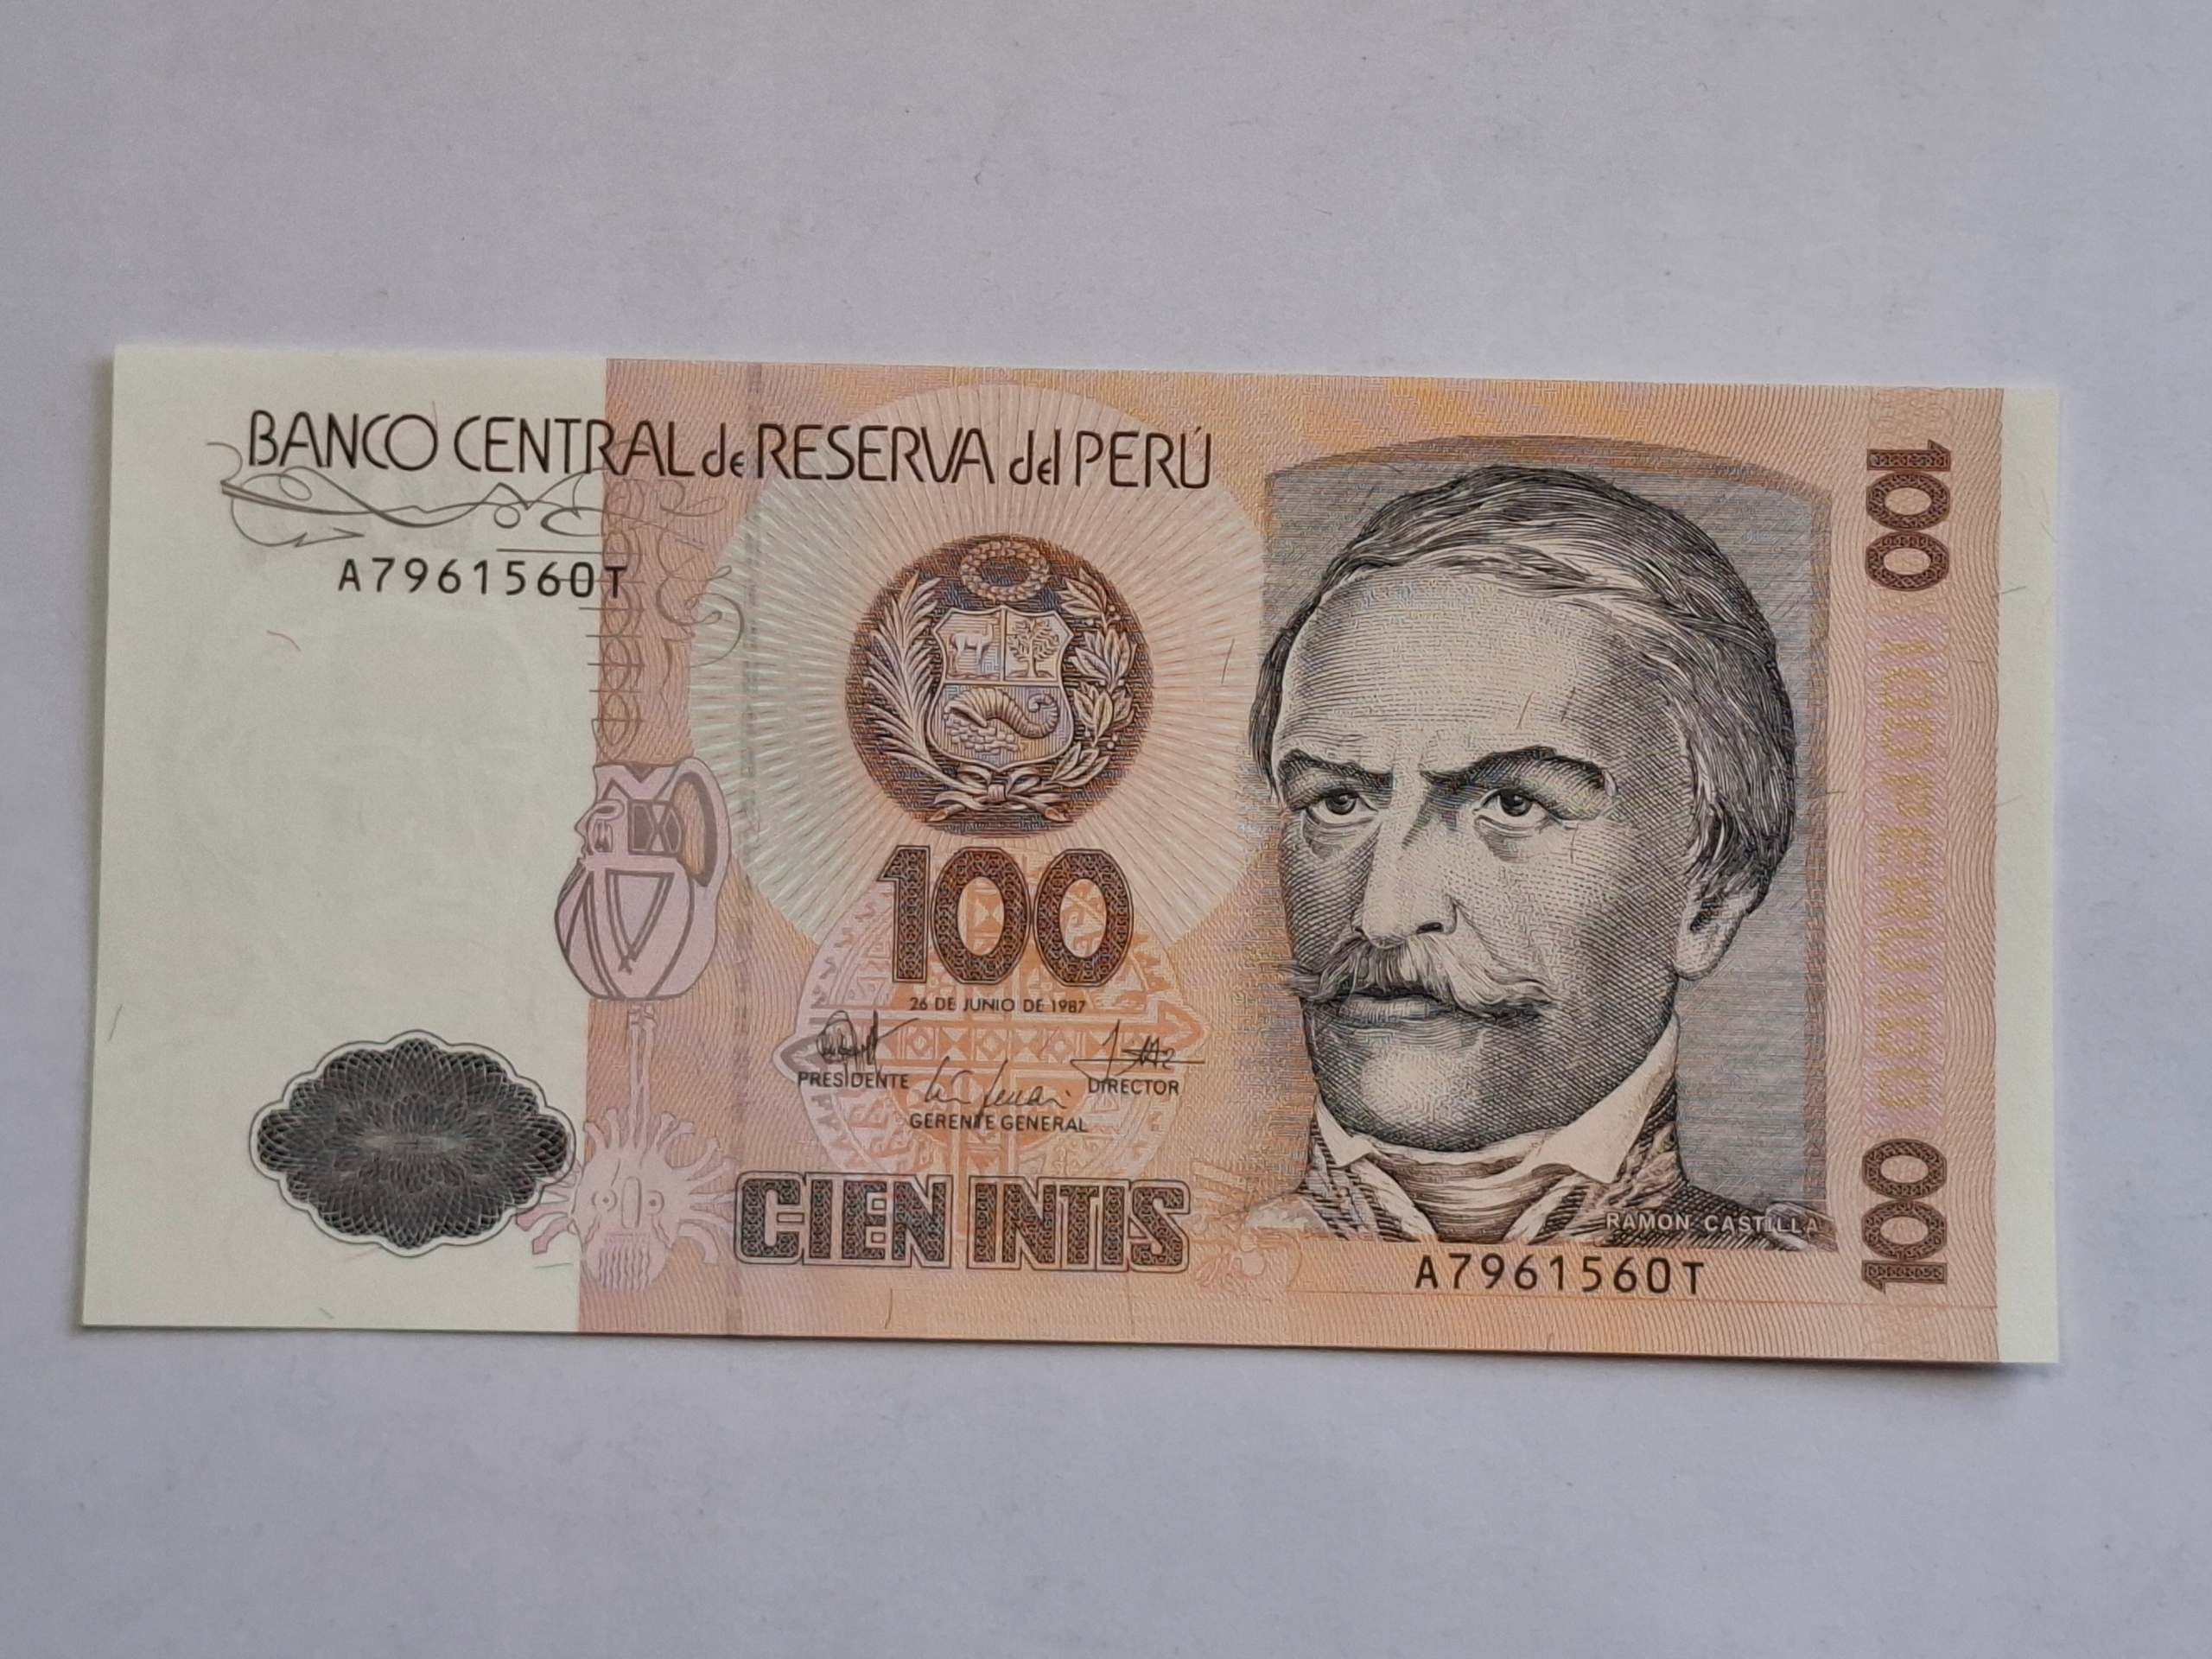 BANCO CENTRAL de RESERVA del PERÚ
A7961560T
100
100
26 DE JUNIO DE 1987
PRESIDENTE
DIRECTOR
GERENTE GENERAL
CIEN INTIS
RAMON CASTILLA
A7961560T
100